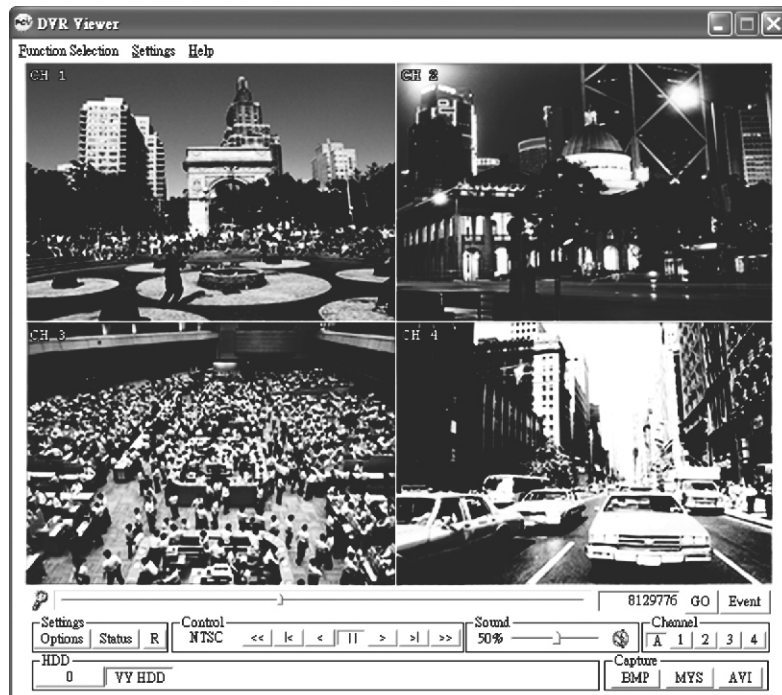 DVR Viewer
Function Selection Settings Help
CH 1
CH 2
CH 3
CH 4
8129776 GO Event
Settings
Options Status R
Control
NTSC << |< < || > >| >>
Sound
50%
Channel
A 1 2 3 4
HDD
0 VY HDD
Capture
BMP MYS AVI